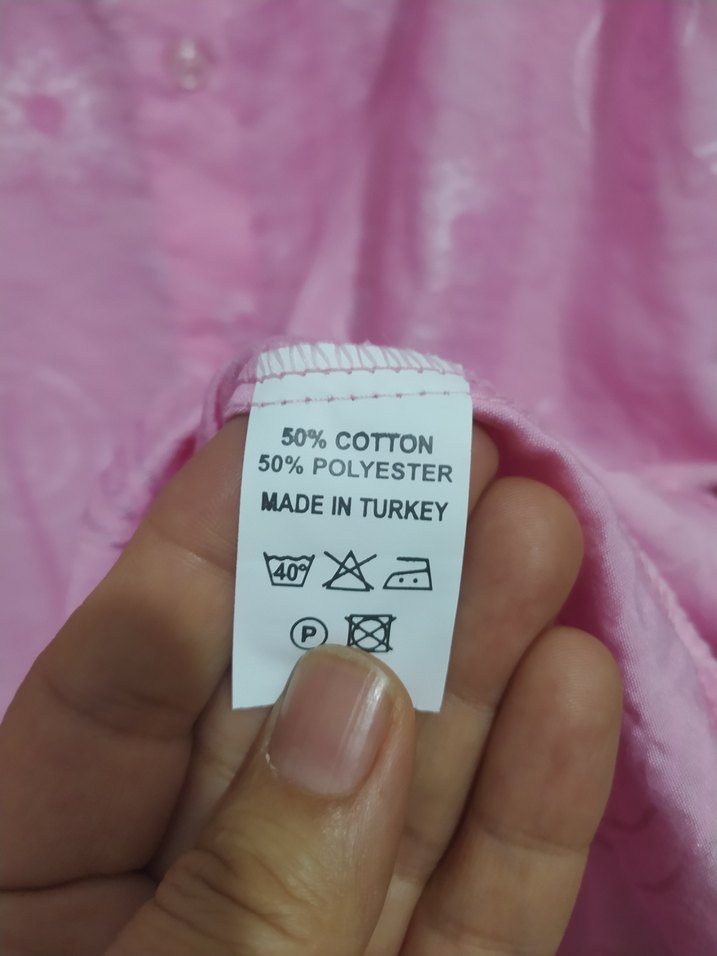 50% COTTON
50% POLYESTER
MADE IN TURKEY
40°
P